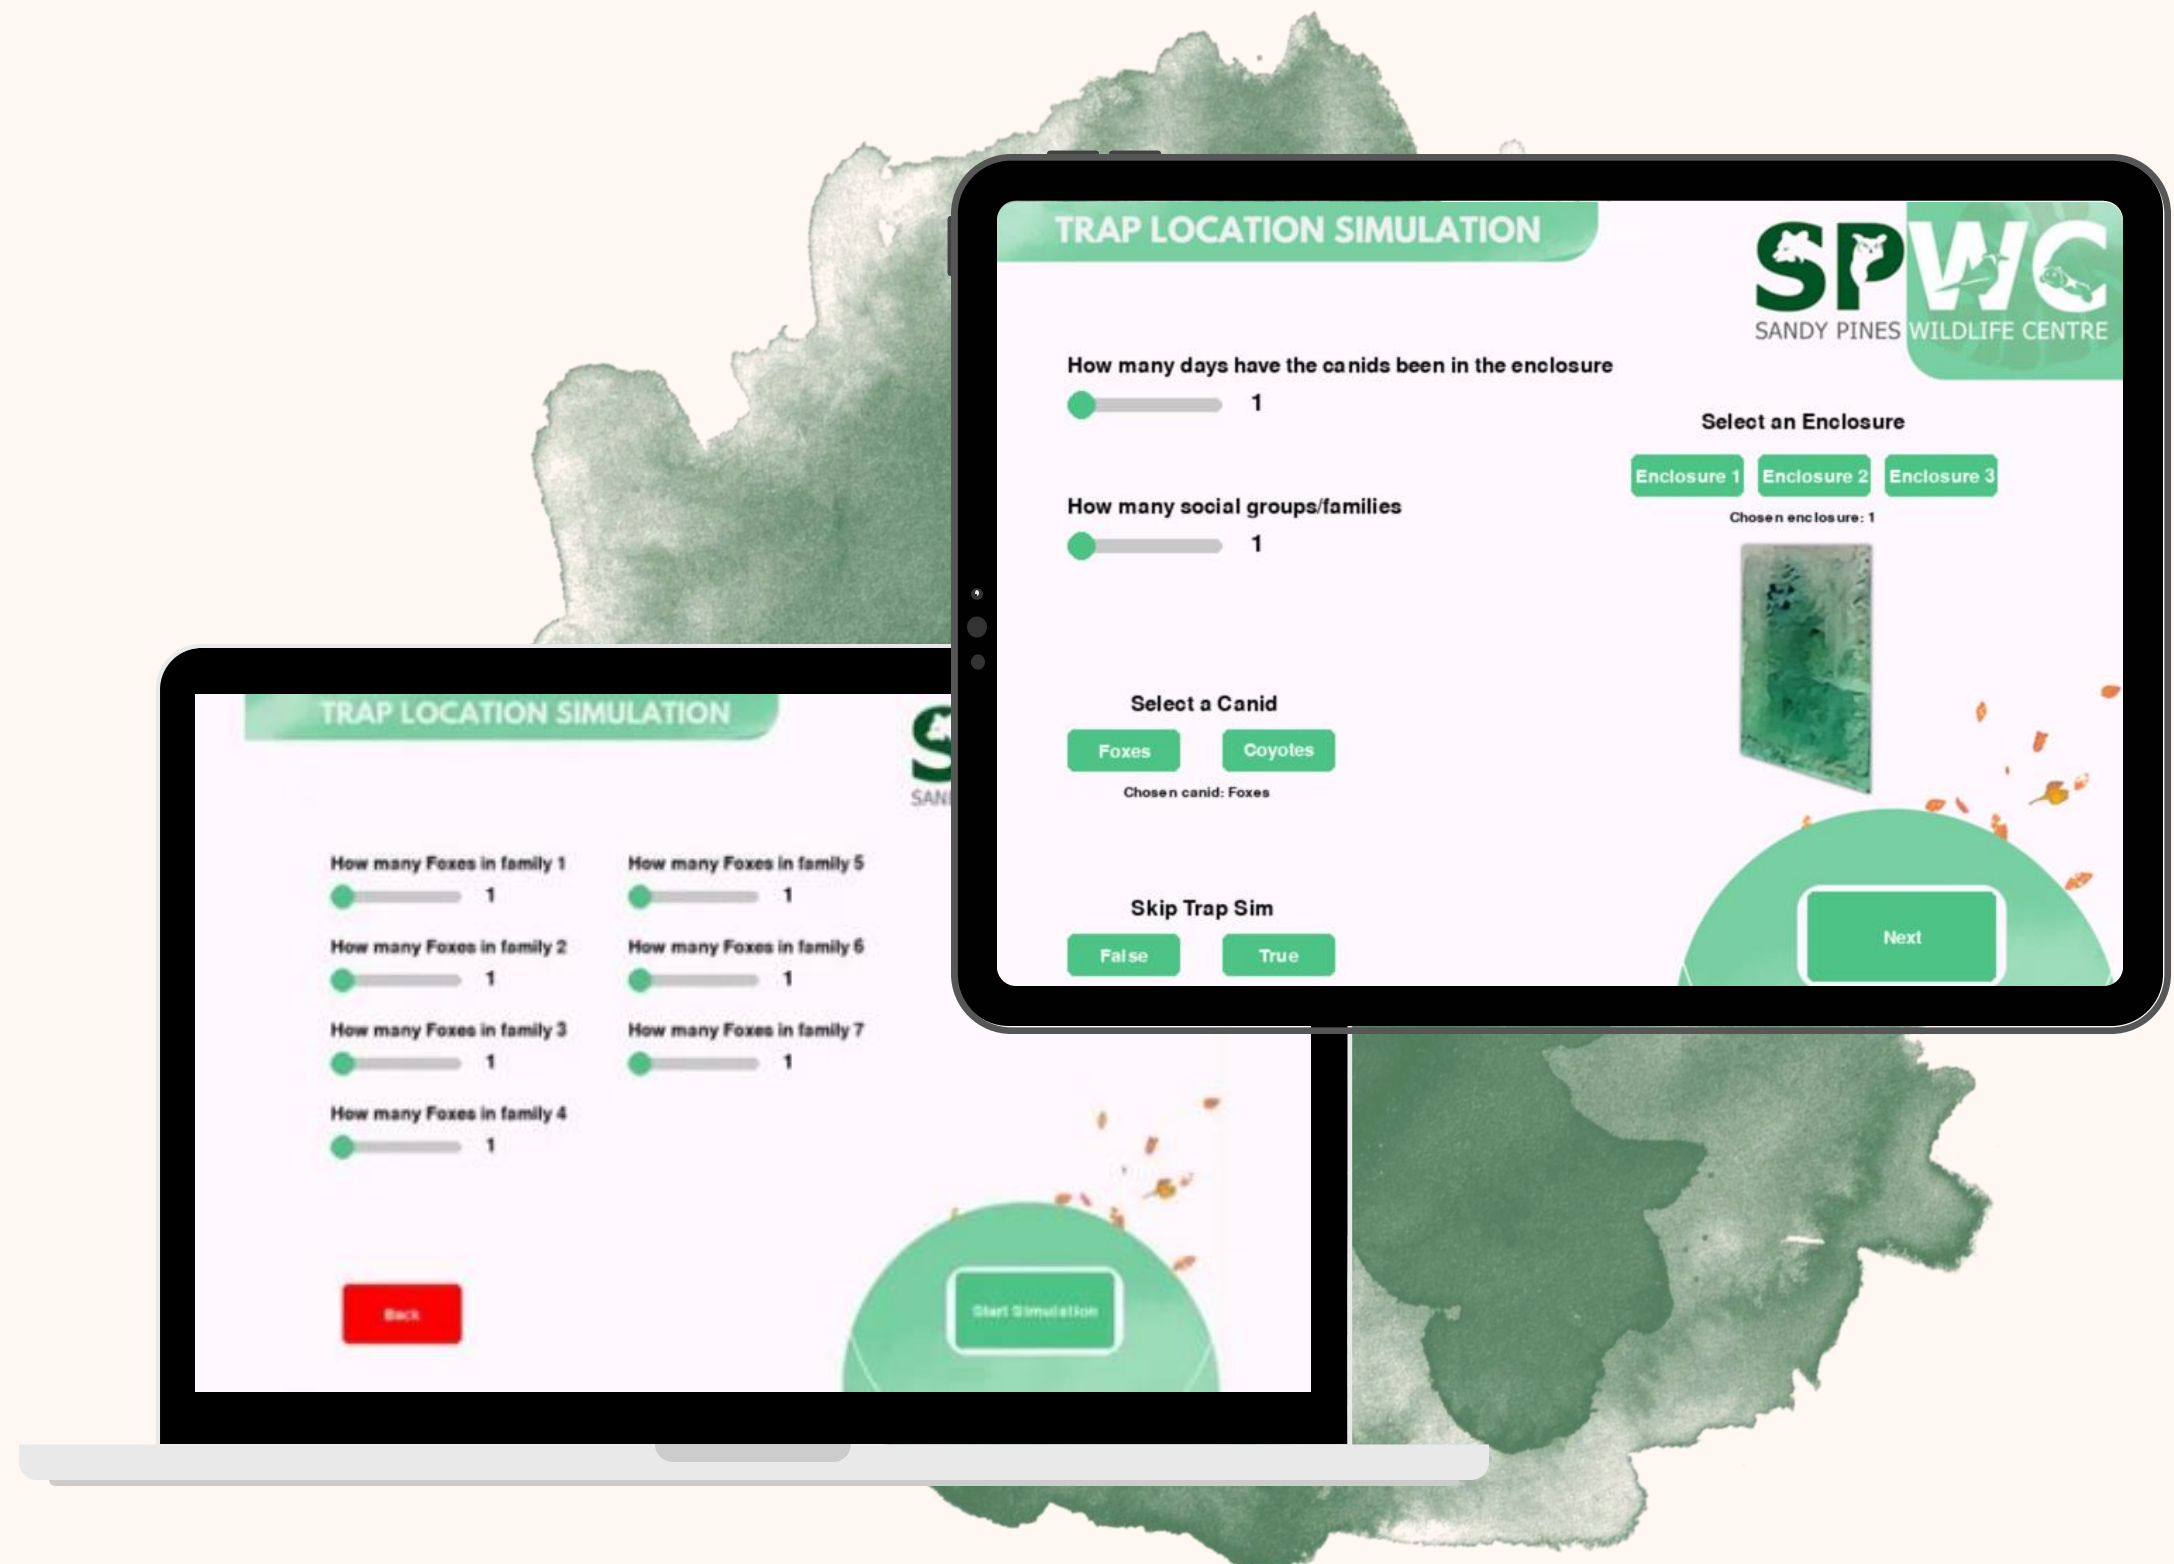 TRAP LOCATION SIMULATION
SPWC
SANDY PINES WILDLIFE CENTRE
How many days have the canids been in the enclosure
1
How many social groups/families
1
Select an Enclosure
Enclosure 1 Enclosure 2 Enclosure 3
Chosen enclosure: 1
Select a Canid
Foxes Coyotes
Chosen canid: Foxes
Skip Trap Sim
False True
Next
TRAP LOCATION SIMULATION
S
SAN
How many Foxes in family 1
1
How many Foxes in family 2
1
How many Foxes in family 3
1
How many Foxes in family 4
1
How many Foxes in family 5
1
How many Foxes in family 6
1
How many Foxes in family 7
1
Back
Start Simulation